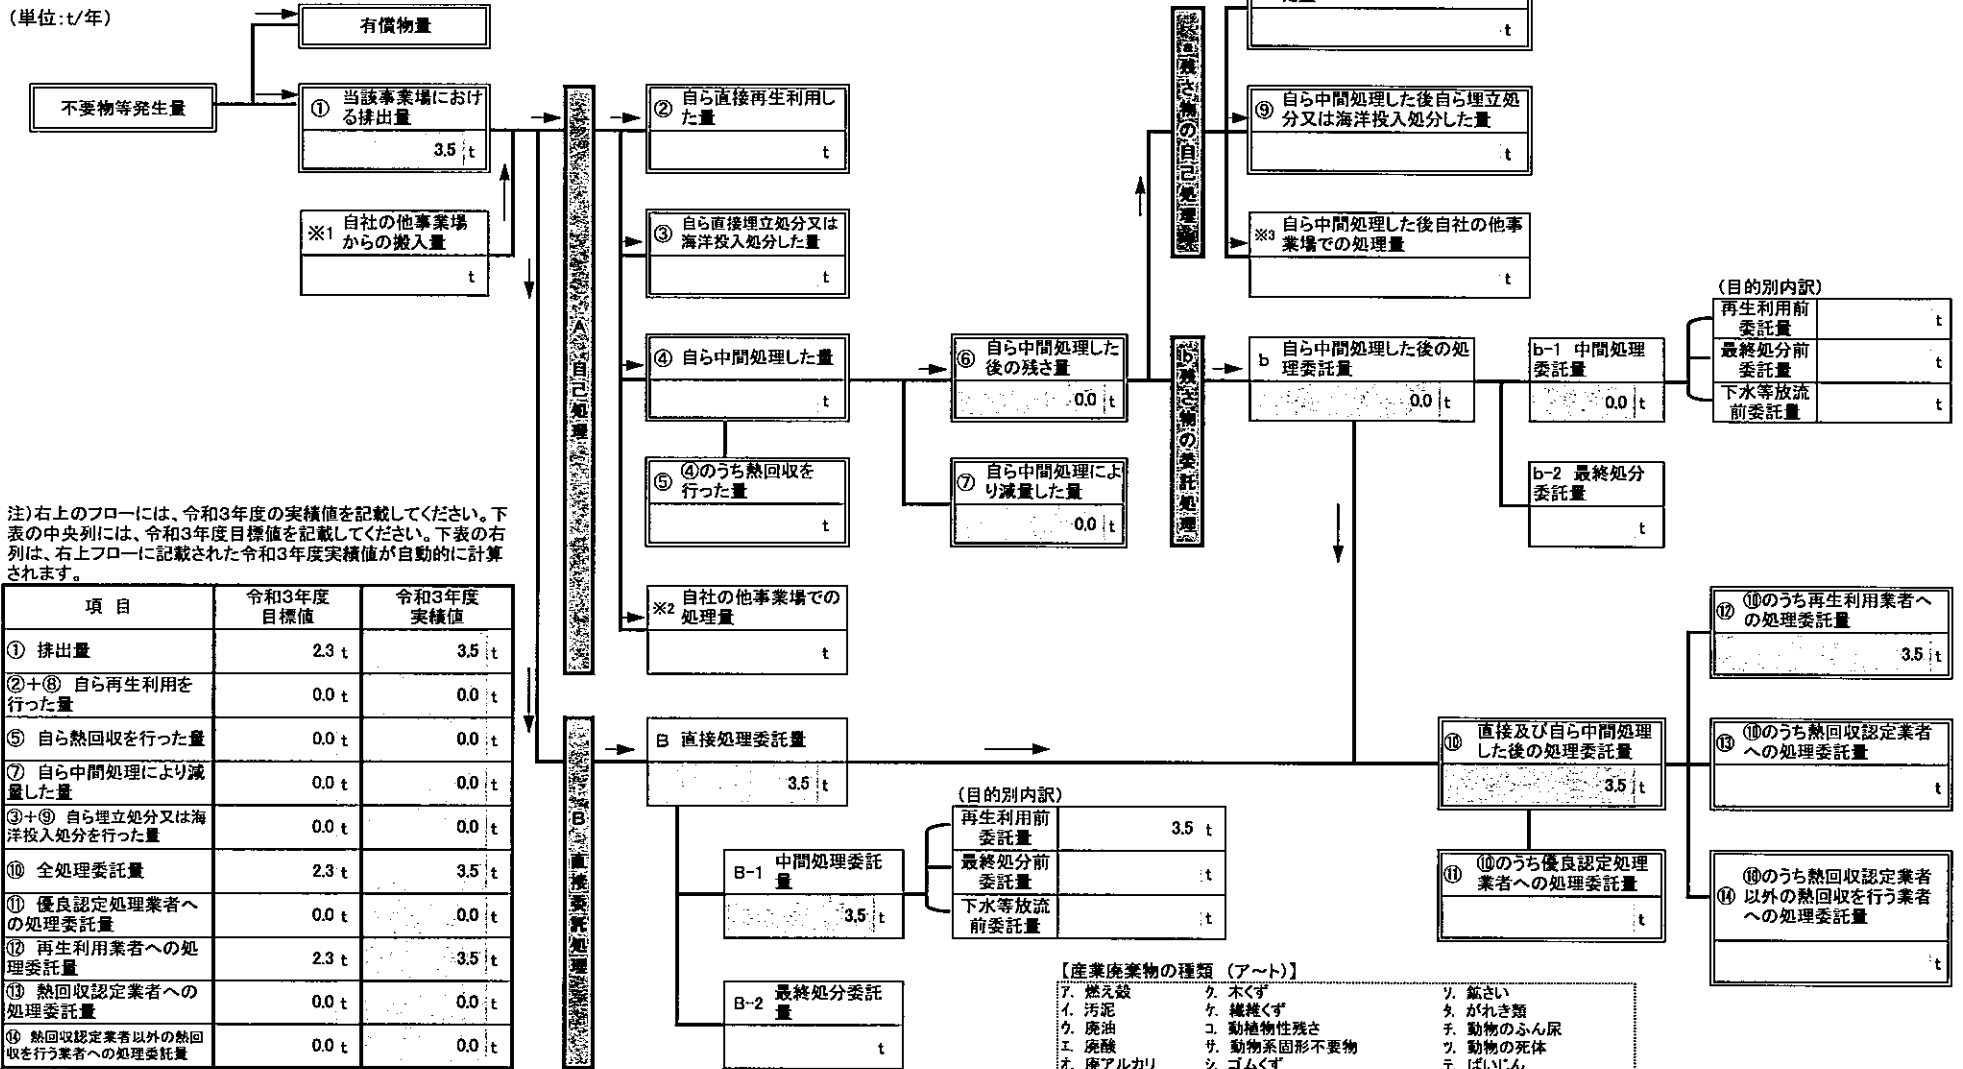 (単位:t/年)
有償物量
不要物等発生量
① 当該事業場におけ
る排出量
3.5 t
※1 自社の他事業場
からの搬入量
t
A 自己処理
② 自ら直接再生利用し
た量
t
③ 自ら直接埋立処分又は
海洋投入処分した量
t
④ 自ら中間処理した量
t
⑤ ④のうち熱回収を
行った量
t
※2 自社の他事業場での
処理量
t
⑥ 自ら中間処理した
後の残さ量
0.0 t
⑦ 自ら中間処理によ
り減量した量
0.0 t
a 残さ物の自己処理
t
⑨ 自ら中間処理した後自ら埋立処
分又は海洋投入処分した量
t
※3 自ら中間処理した後自社の他事
業場での処理量
t
b 残さ物の委託処理
b 自ら中間処理した後の処
理委託量
0.0 t
b-1 中間処理
委託量
0.0 t
b-2 最終処分
委託量
t
(目的別内訳)
再生利用前
委託量 t
最終処分前
委託量 t
下水等放流
前委託量 t
注)右上のフローには、令和3年度の実績値を記載してください。下
表の中央列には、令和3年度目標値を記載してください。下表の右
列は、右上フローに記載された令和3年度実績値が自動的に計算
されます。
項 目 令和3年度 目標値 令和3年度 実績値
① 排出量 2.3 t 3.5 t
②+⑧ 自ら再生利用を
行った量 0.0 t 0.0 t
⑤ 自ら熱回収を行った量 0.0 t 0.0 t
⑦ 自ら中間処理により減
量した量 0.0 t 0.0 t
③+⑨ 自ら埋立処分又は海
洋投入処分を行った量 0.0 t 0.0 t
⑩ 全処理委託量 2.3 t 3.5 t
⑪ 優良認定処理業者へ
の処理委託量 0.0 t 0.0 t
⑫ 再生利用業者への処
理委託量 2.3 t 3.5 t
⑬ 熱回収認定業者への
処理委託量 0.0 t 0.0 t
⑭ 熱回収認定業者以外の熱回
収を行う業者への処理委託量 0.0 t 0.0 t
B 直接委託処理
B 直接処理委託量
3.5 t
B-1 中間処理委託
量
3.5 t
B-2 最終処分委託
量
t
(目的別内訳)
再生利用前
委託量 3.5 t
最終処分前
委託量 t
下水等放流
前委託量 t
⑩ 直接及び自ら中間処理
した後の処理委託量
3.5 t
⑪ ⑩のうち優良認定処理
業者への処理委託量
t
⑫ ⑩のうち再生利用業者へ
の処理委託量
3.5 t
⑬ ⑩のうち熱回収認定業者
への処理委託量
t
⑭ ⑩のうち熱回収認定業者
以外の熱回収を行う業者
への処理委託量
t
【産業廃棄物の種類 (ア～ト)】
ア. 燃え殻 ク. 木くず ソ. 鉱さい
イ. 汚泥 ケ. 繊維くず タ. がれき類
ウ. 廃油 コ. 動植物性残さ チ. 動物のふん尿
エ. 廃酸 サ. 動物系固形不要物 ツ. 動物の死体
オ. 廃アルカリ シ. ゴムくず テ. ばいじん